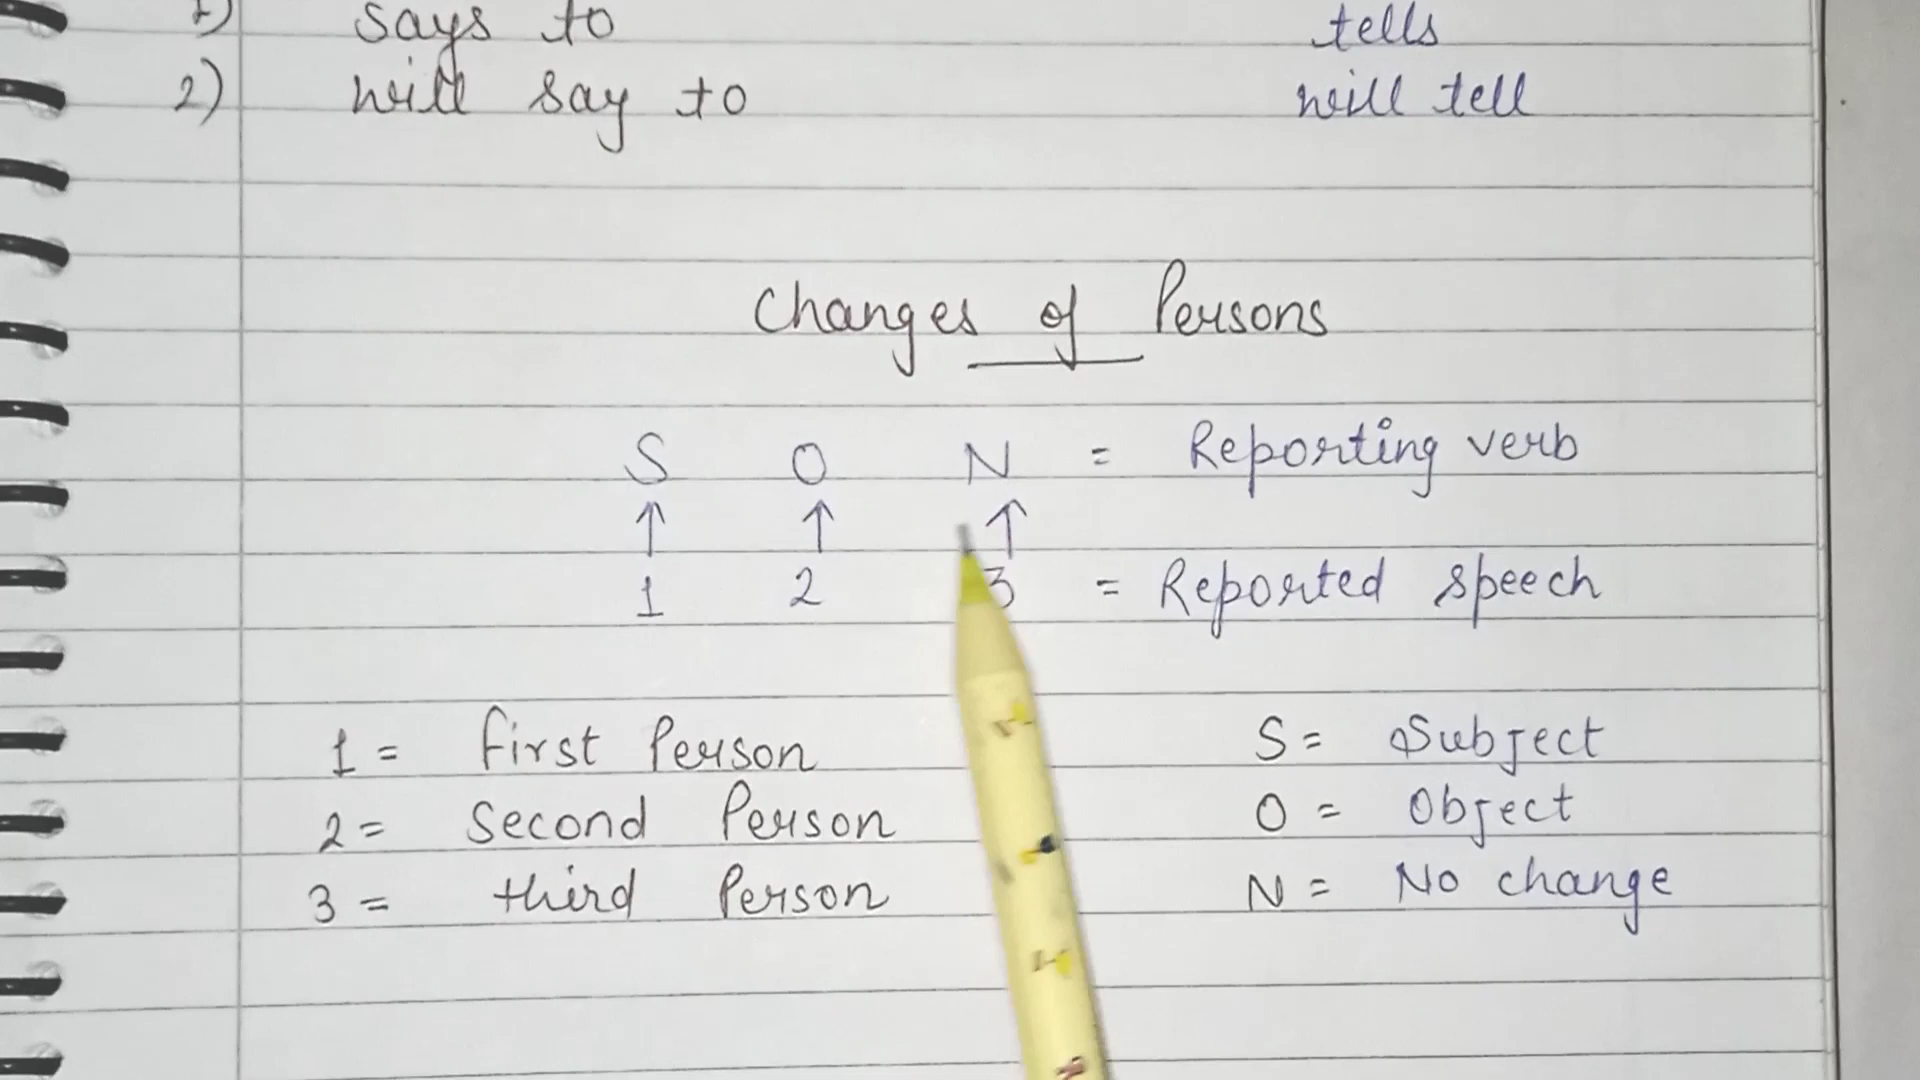 1) says to tells
2) will say to will tell
Changes of Persons
S O N = Reporting verb
↑ ↑ ↑
1 2 3 = Reported speech
1 = first Person S = Subject
2 = Second Person O = Object
3 = third Person N = No change